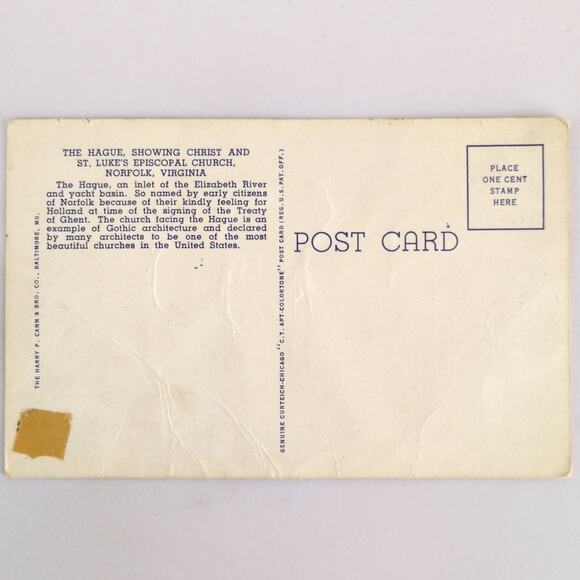 THE HAGUE, SHOWING CHRIST AND
ST. LUKE'S EPISCOPAL CHURCH,
NORFOLK, VIRGINIA
The Hague, an inlet of the Elizabeth River
and yacht basin. So named by early citizens
of Norfolk because of their kindly feeling for
Holland at time of the signing of the Treaty
of Ghent. The church facing the Hague is an
example of Gothic architecture and declared
by many architects to be one of the most
beautiful churches in the United States.
THE HARRY P. CANN & BRO. CO., BALTIMORE, MD.
GENUINE CURTEICH-CHICAGO "C.T. APT-COLORTONE" POST CARD (REG. U.S. PAT. OFF.)
POST CARD
PLACE
ONE CENT
STAMP
HERE